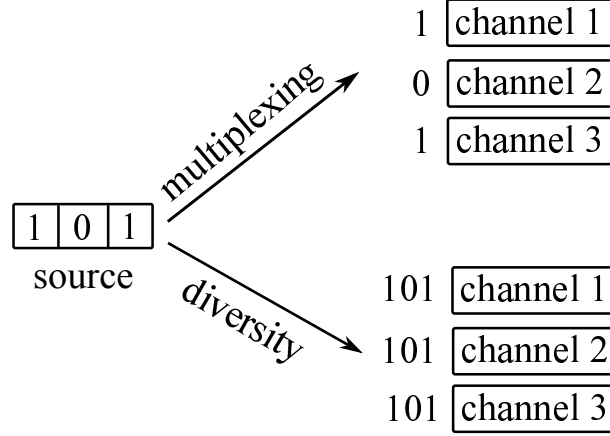 1 channel 1
0 channel 2
1 channel 3
multiplexing
1 0 1
source
diversity
101 channel 1
101 channel 2
101 channel 3